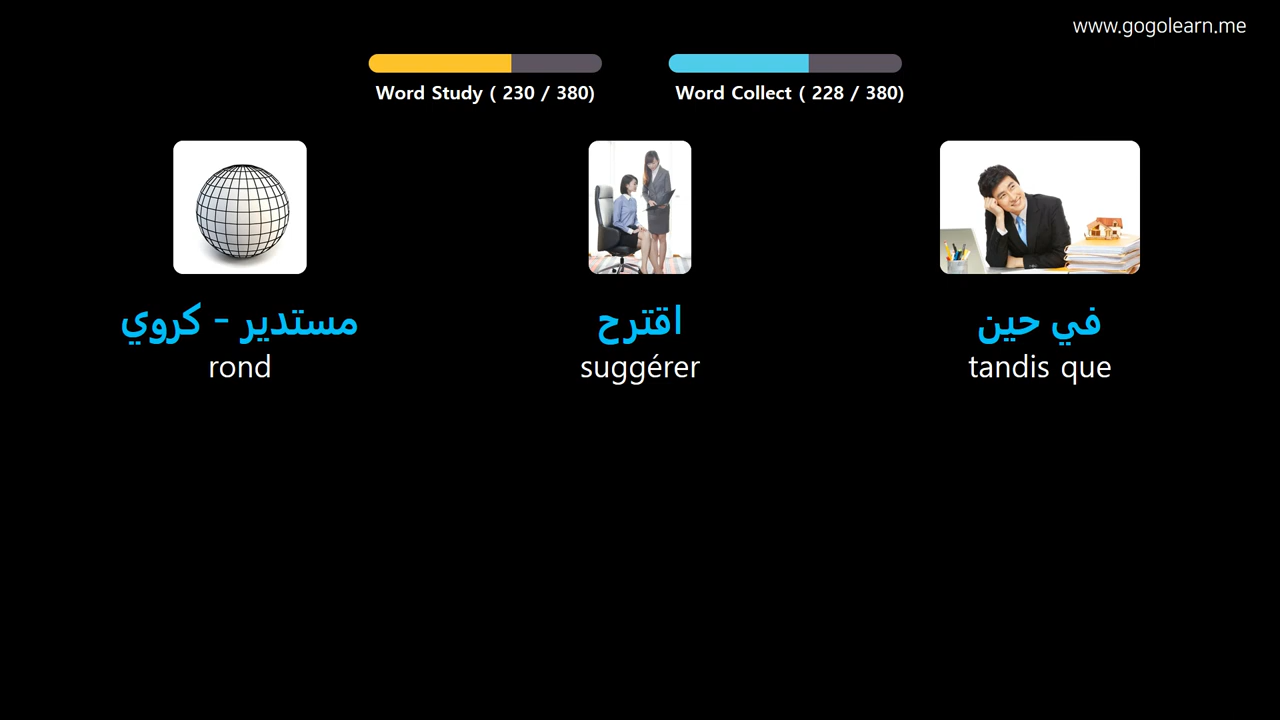 www.gogolearn.me
Word Study ( 230 / 380)
Word Collect ( 228 / 380)
مستدير - كروي
rond
اقترح
suggérer
في حين
tandis que